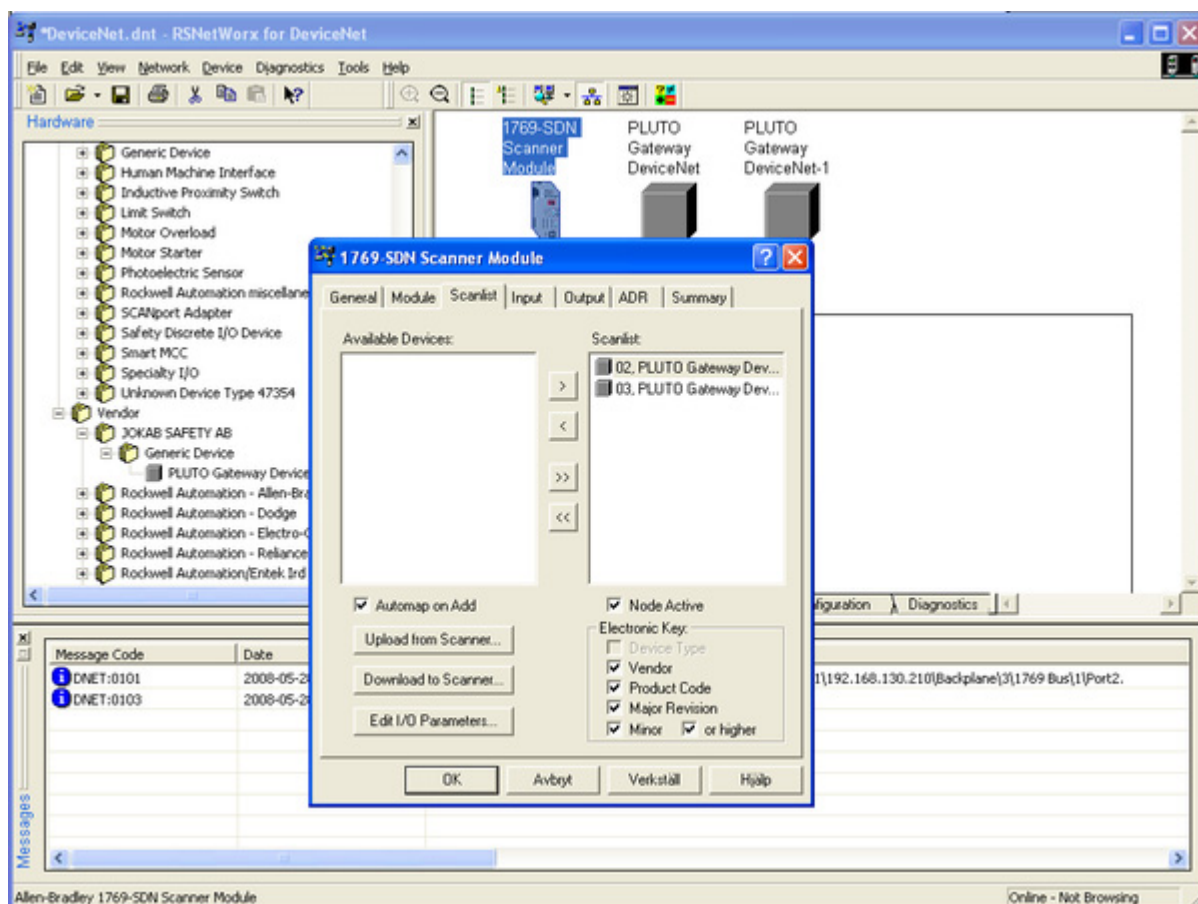 *DeviceNet.dnt - RSNetWorx for DeviceNet
File Edit View Network Device Diagnostics Tools Help
Hardware
Generic Device
Human Machine Interface
Inductive Proximity Switch
Limit Switch
Motor Overload
Motor Starter
Photoelectric Sensor
Rockwell Automation miscellane
SCANport Adapter
Safety Discrete I/O Device
Smart MCC
Specialty I/O
Unknown Device Type 47354
Vendor
JOKAB SAFETY AB
Generic Device
PLUTO Gateway Device
Rockwell Automation - Allen-Bra
Rockwell Automation - Dodge
Rockwell Automation - Electro-C
Rockwell Automation - Reliance
Rockwell Automation/Entek Ird
1769-SDN Scanner Module
PLUTO Gateway DeviceNet
PLUTO Gateway DeviceNet-1
1769-SDN Scanner Module
General Module Scanlist Input Output ADR Summary
Available Devices:
Scanlist:
02, PLUTO Gateway Dev...
03, PLUTO Gateway Dev...
>
<
>>
<<
Automap on Add
Node Active
Upload from Scanner...
Download to Scanner...
Edit I/O Parameters...
Electronic Key:
Device Type
Vendor
Product Code
Major Revision
Minor or higher
OK Avbryt Verkställ Hjälp
figuration Diagnostics
Messages
Message Code Date
DNET:0101 2008-05-28 1\192.168.130.210\Backplane\3\1769 Bus\1\Port2.
DNET:0103 2008-05-2
Allen-Bradley 1769-SDN Scanner Module
Online - Not Browsing